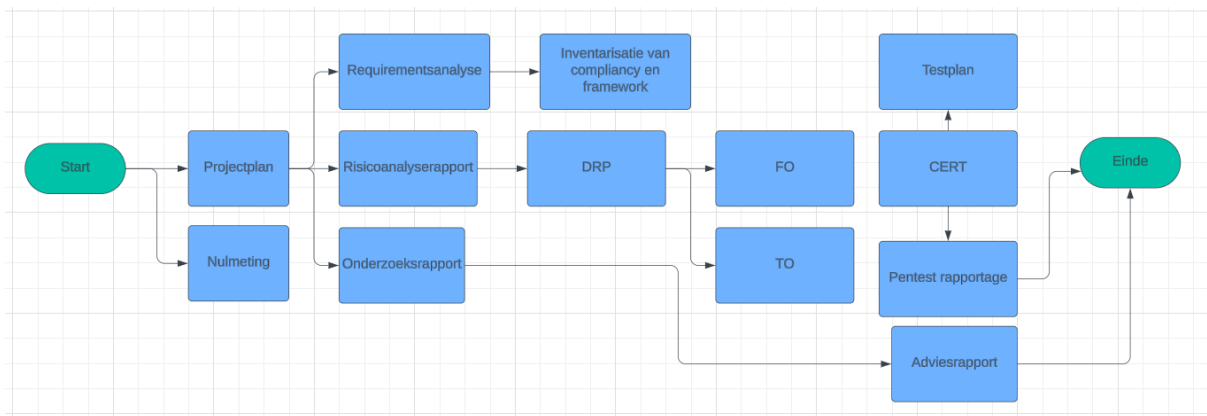 Requirementsanalyse
Inventarisatie van
compliancy en
framework
Testplan
Start
Projectplan
Risicoanalyserapport
DRP
FO
CERT
Einde
Nulmeting
Onderzoeksrapport
TO
Pentest rapportage
Adviesrapport